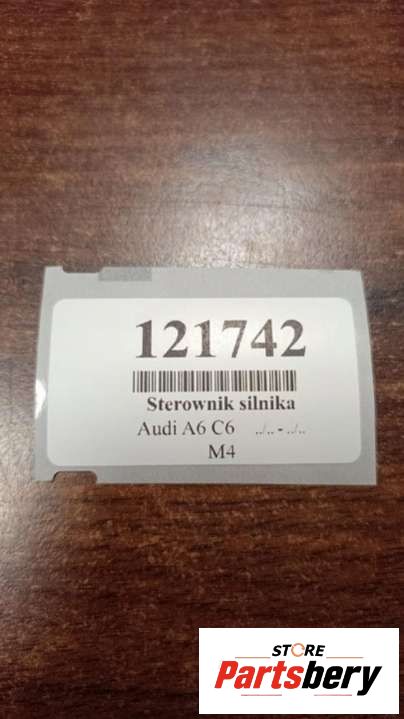 121742
Sterownik silnika
Audi A6 C6 ../.. - ../..
M4
STORE
Partsbery